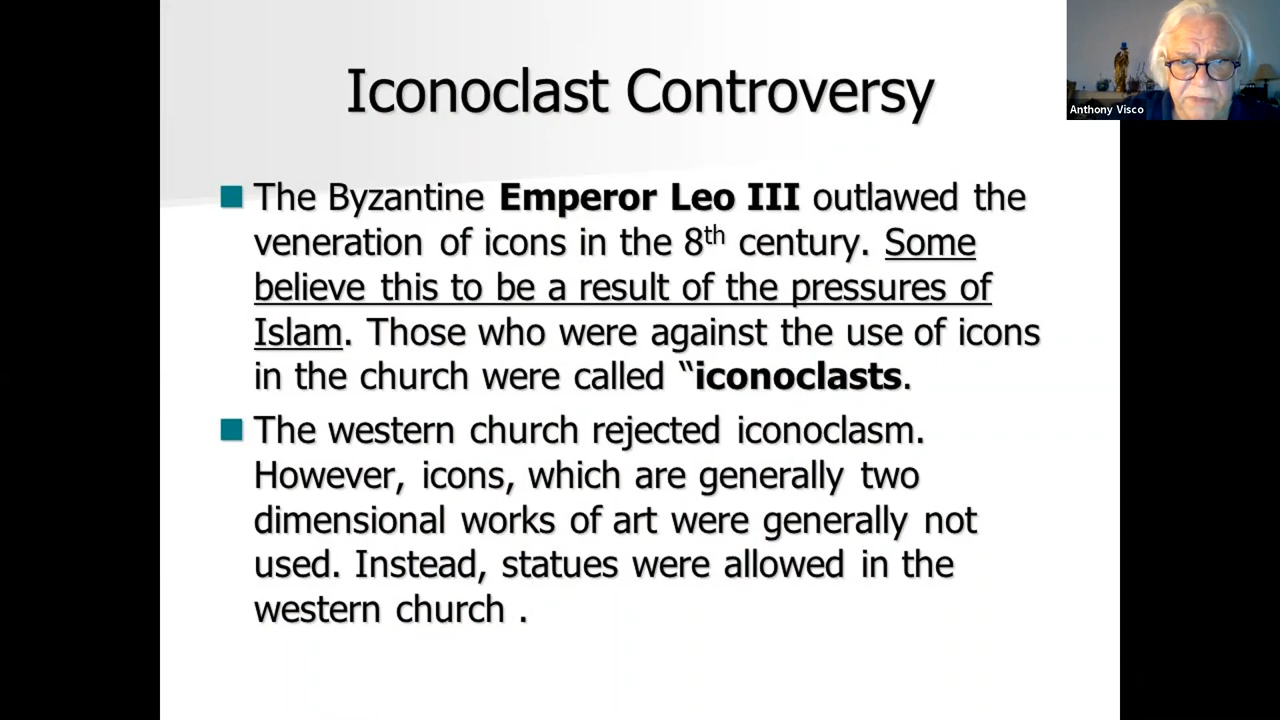 Iconoclast Controversy
Anthony Visco
The Byzantine Emperor Leo III outlawed the
veneration of icons in the 8th century. Some
believe this to be a result of the pressures of
Islam. Those who were against the use of icons
in the church were called “iconoclasts.
The western church rejected iconoclasm.
However, icons, which are generally two
dimensional works of art were generally not
used. Instead, statues were allowed in the
western church .